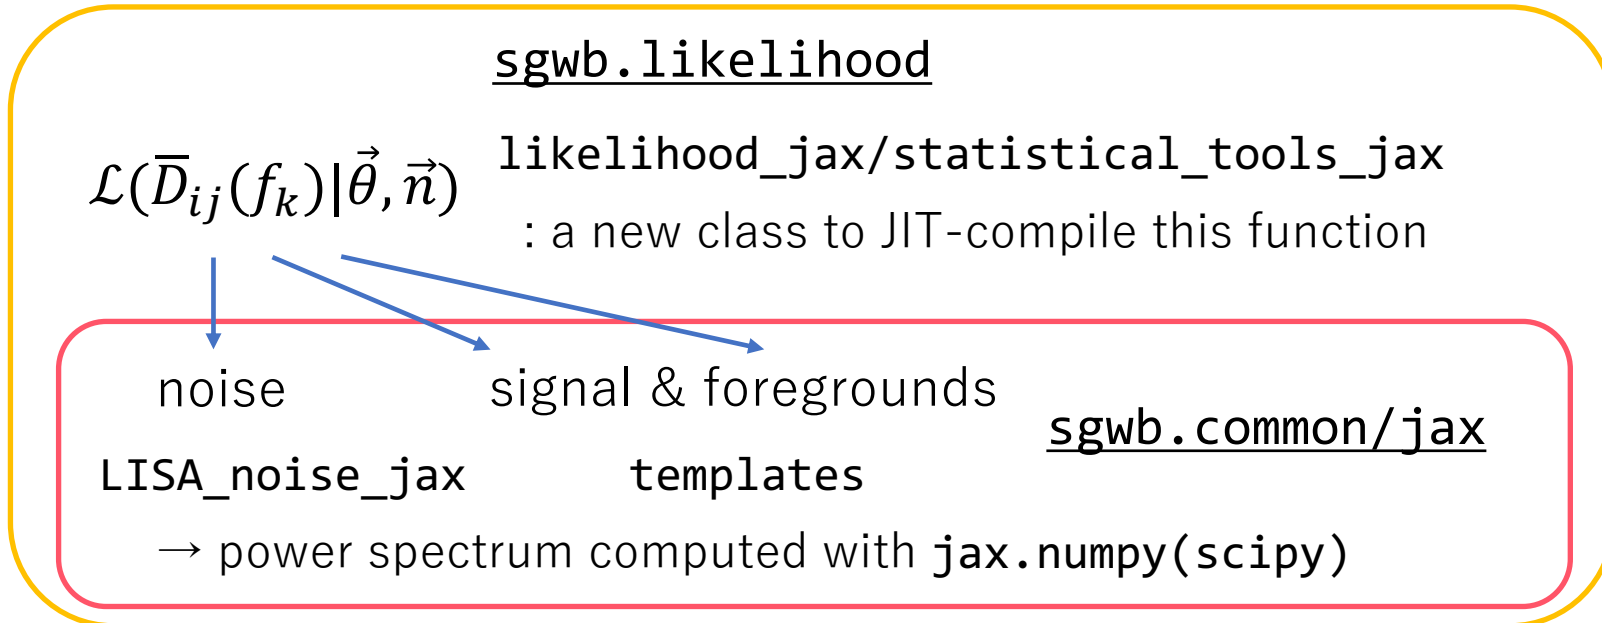 sgwb.likelihood
ℒ(D̅ᵢⱼ(fₖ)|θ⃗, n⃗)
likelihood_jax/statistical_tools_jax
: a new class to JIT-compile this function
noise
signal & foregrounds
sgwb.common/jax
LISA_noise_jax
templates
→ power spectrum computed with jax.numpy(scipy)